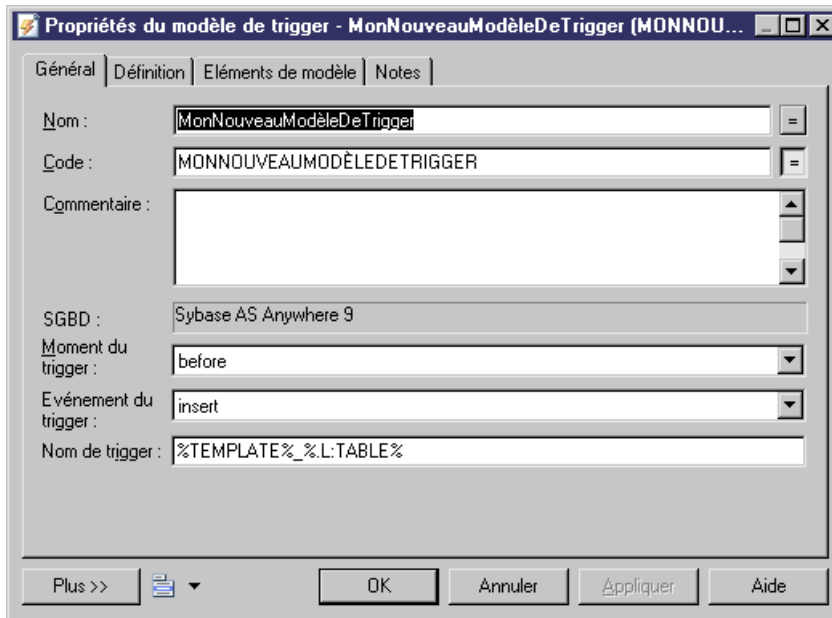 Propriétés du modèle de trigger - MonNouveauModèleDeTrigger (MONNOU...
Général Définition Eléments de modèle Notes
Nom : MonNouveauModèleDeTrigger =
Code : MONNOUVEAUMODÈLEDETRIGGER =
Commentaire :
SGBD : Sybase AS Anywhere 9
Moment du
trigger : before
Evénement du
trigger : insert
Nom de trigger : %TEMPLATE%_%.L:TABLE%
Plus >> OK Annuler Appliquer Aide